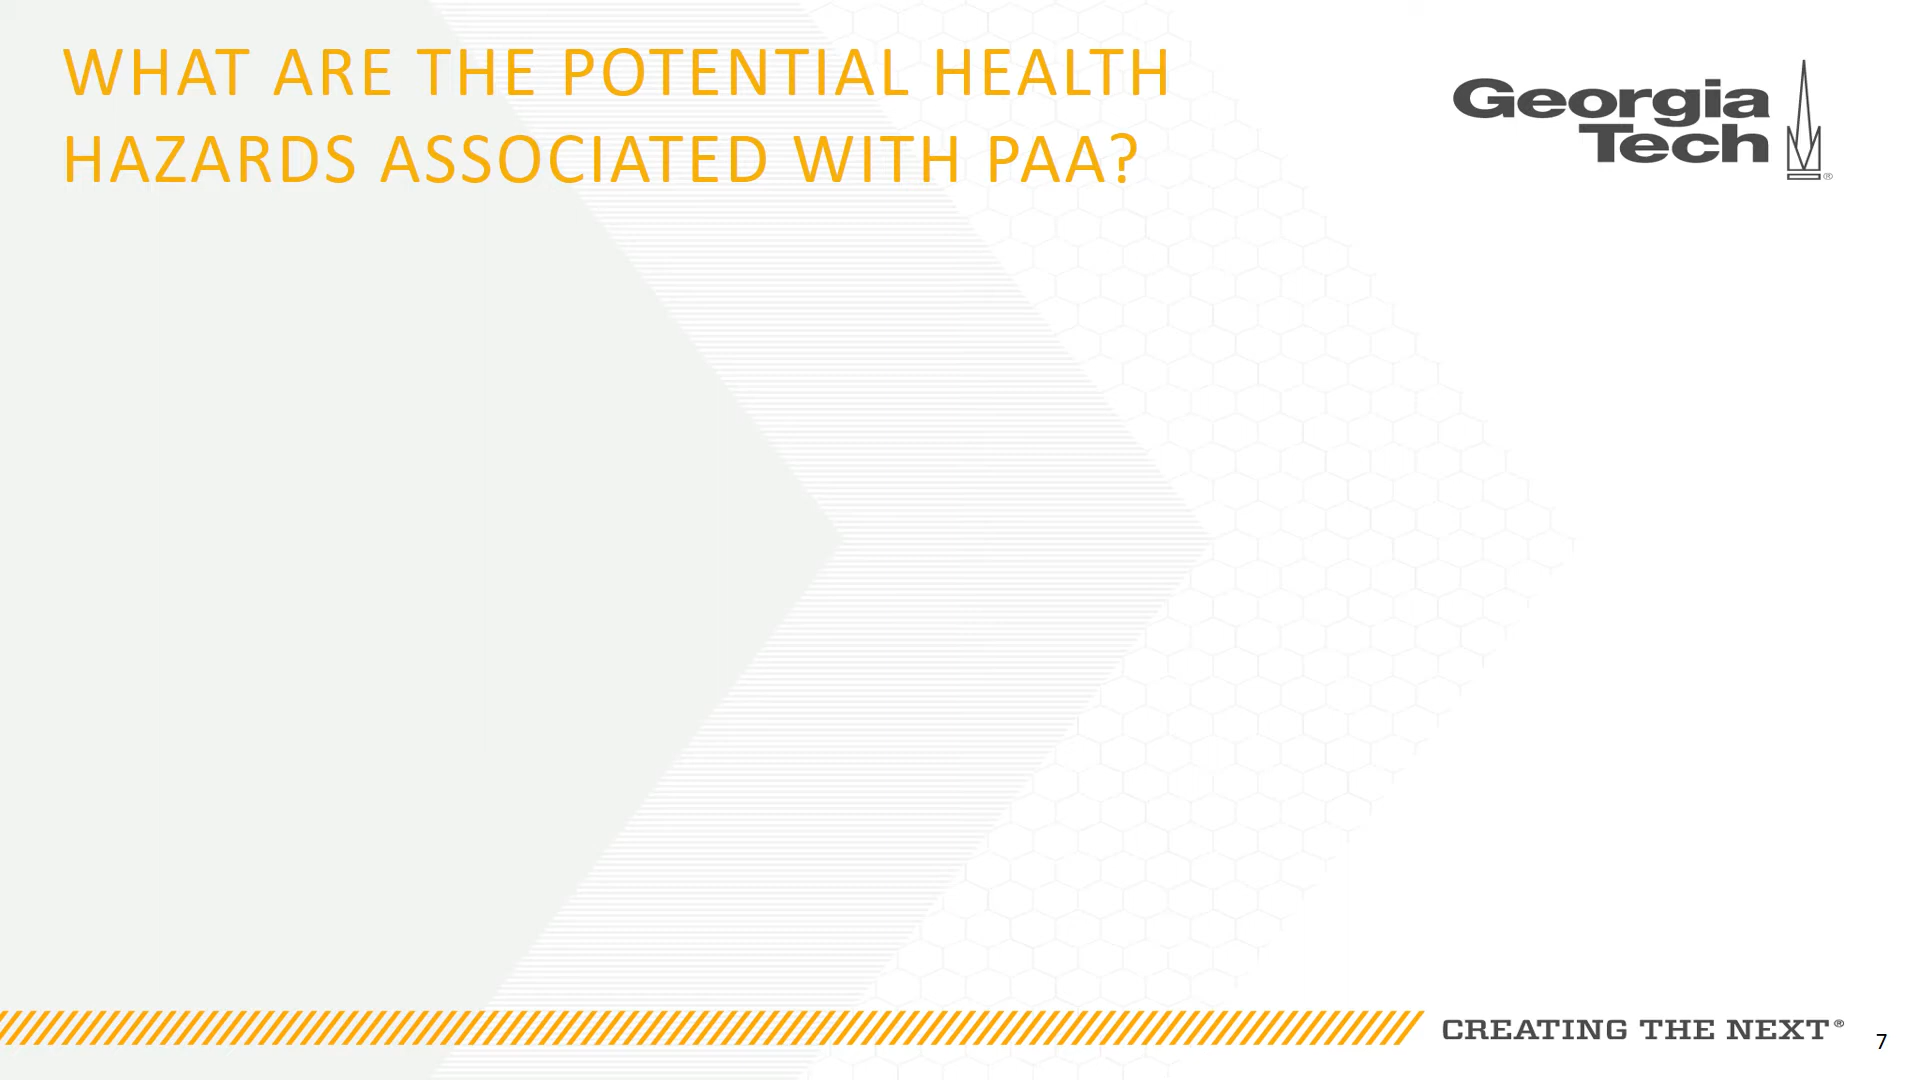 WHAT ARE THE POTENTIAL HEALTH
HAZARDS ASSOCIATED WITH PAA?
Georgia
Tech
®
CREATING THE NEXT®
7